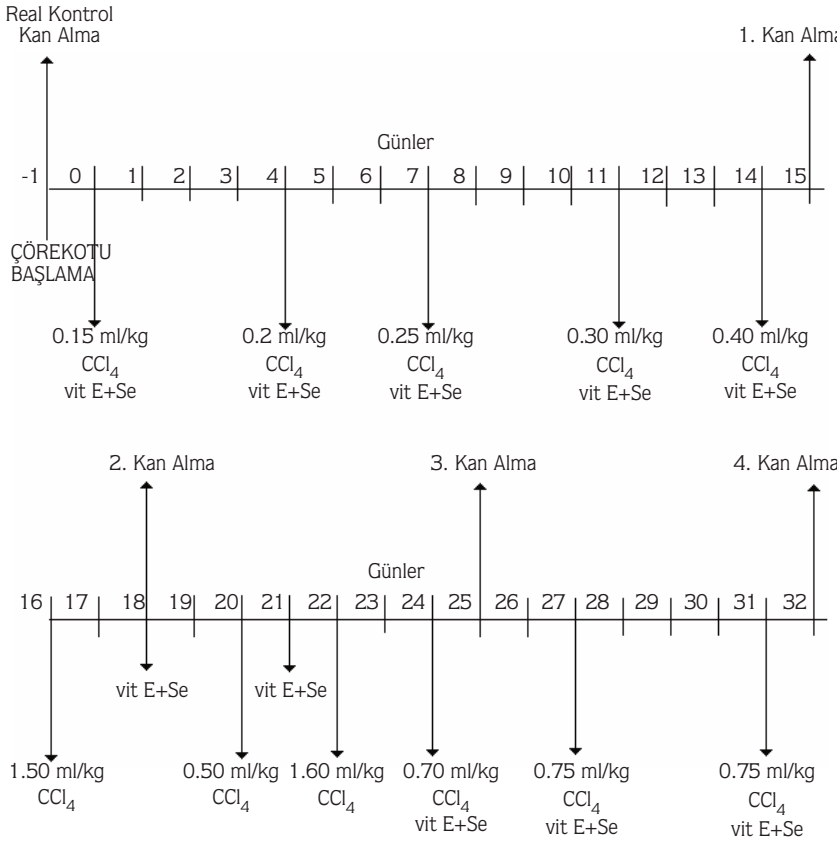 Real Kontrol
Kan Alma
1. Kan Alma
Günler
-1 0 1 2 3 4 5 6 7 8 9 10 11 12 13 14 15
ÇÖREKOTU
BAŞLAMA
0.15 ml/kg 0.2 ml/kg 0.25 ml/kg 0.30 ml/kg 0.40 ml/kg
CCl₄ CCl₄ CCl₄ CCl₄ CCl₄
vit E+Se vit E+Se vit E+Se vit E+Se vit E+Se
2. Kan Alma 3. Kan Alma 4. Kan Alma
Günler
16 17 18 19 20 21 22 23 24 25 26 27 28 29 30 31 32
vit E+Se vit E+Se
1.50 ml/kg 0.50 ml/kg 1.60 ml/kg 0.70 ml/kg 0.75 ml/kg 0.75 ml/kg
CCl₄ CCl₄ CCl₄ CCl₄ CCl₄ CCl₄
vit E+Se vit E+Se vit E+Se